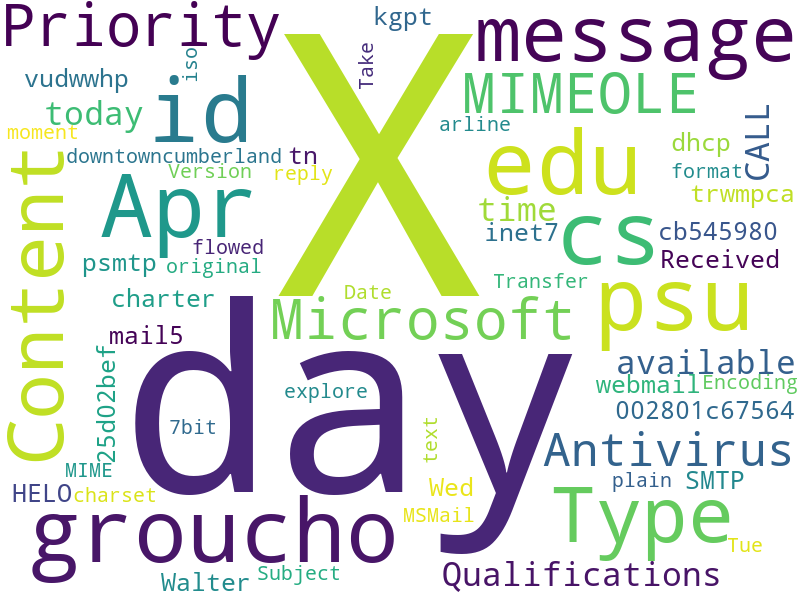 Priority
kgpt
message
X
iso
Take
vudwwhp
id
MIMEOLE
today
arline
CALL
moment
edu
dhcp
downtowncumberland
tn
Version
reply
format
Content
Apr
time
trwmpca
cs
inet7
cb545980
flowed
psmtp
original
Received
Transfer
psu
charter
Date
Microsoft
day
mail5
25d02bef
available
explore
webmail
Encoding
002801c67564
7bit
text
Antivirus
MIME
plain
SMTP
HELO
charset
Wed
Type
groucho
MSMail
Tue
Walter
Subject
Qualifications